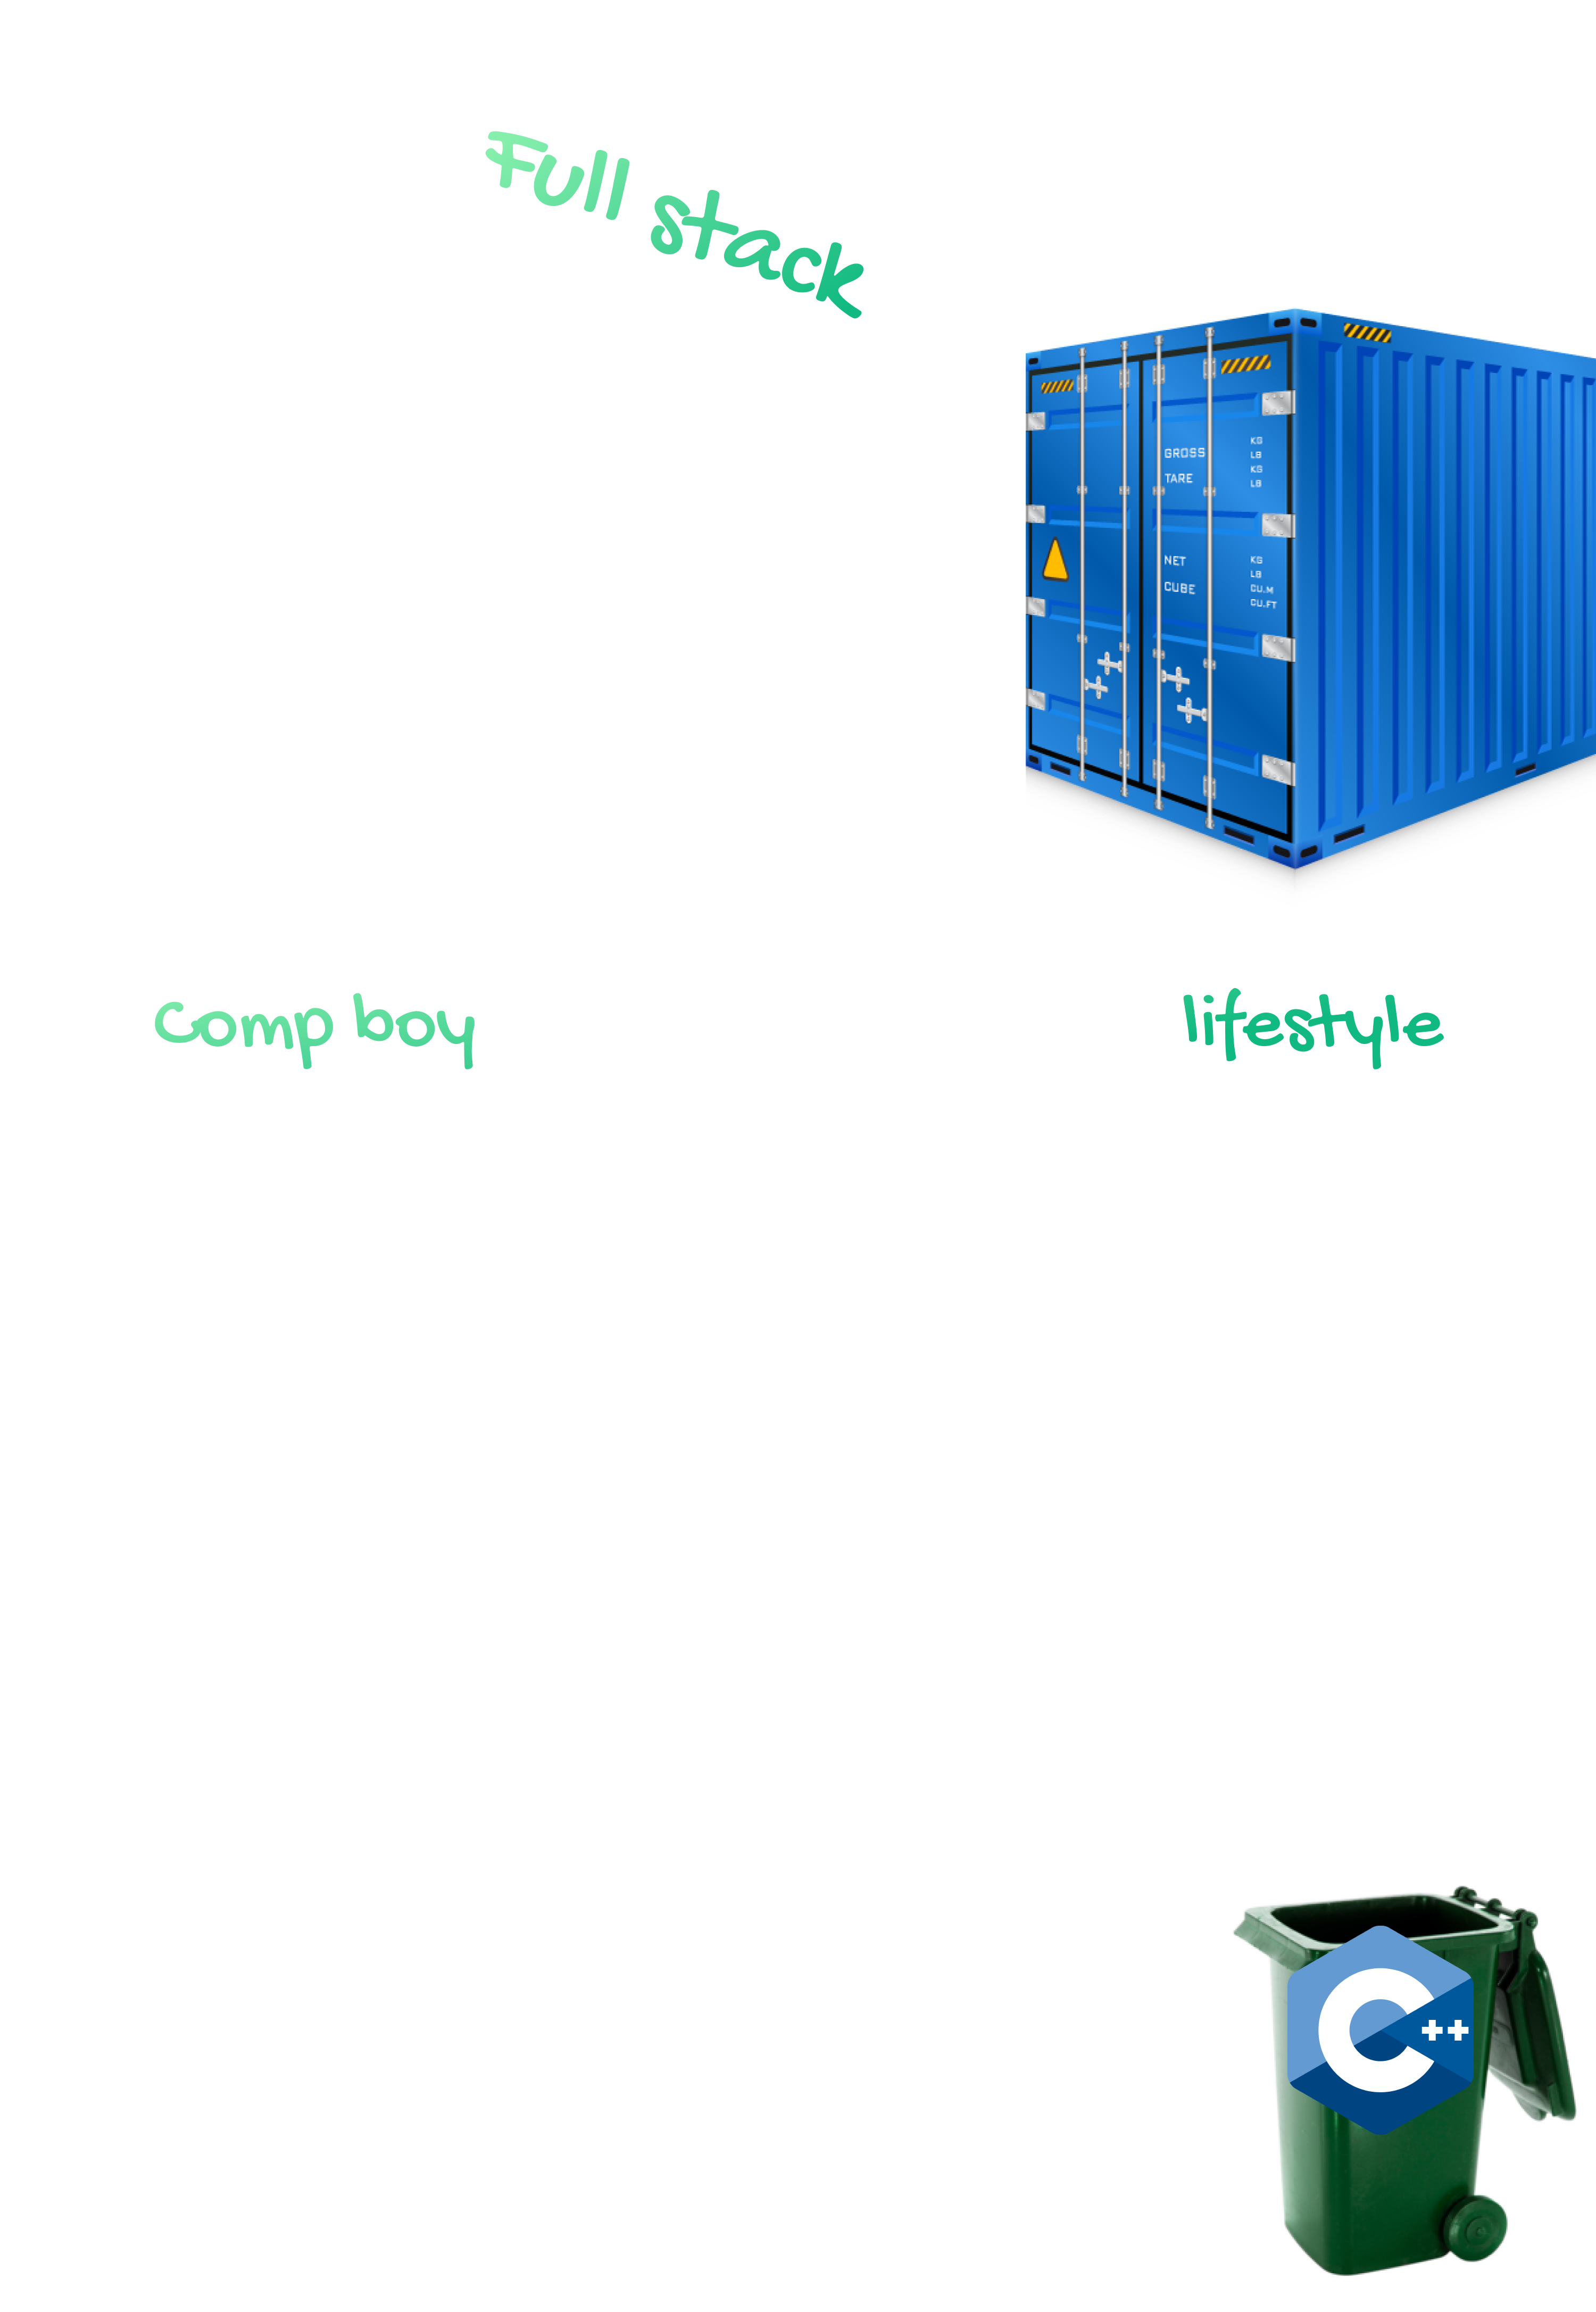 Full stack
GROSS KG
LB
TARE KG
LB
NET KG
LB
CUBE CU.M
CU.FT
Comp boy lifestyle
C++